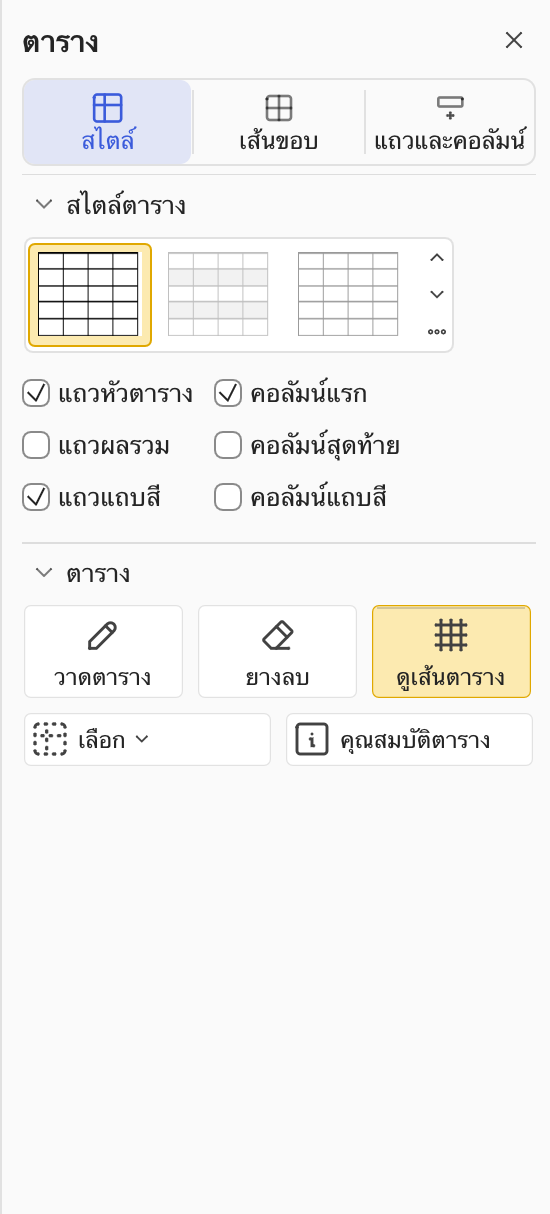 ตาราง
สไตล์
เส้นขอบ
แถวและคอลัมน์
สไตล์ตาราง
แถวหัวตาราง คอลัมน์แรก
แถวผลรวม คอลัมน์สุดท้าย
แถวแถบสี คอลัมน์แถบสี
ตาราง
วาดตาราง
ยางลบ
ดูเส้นตาราง
เลือก
คุณสมบัติตาราง